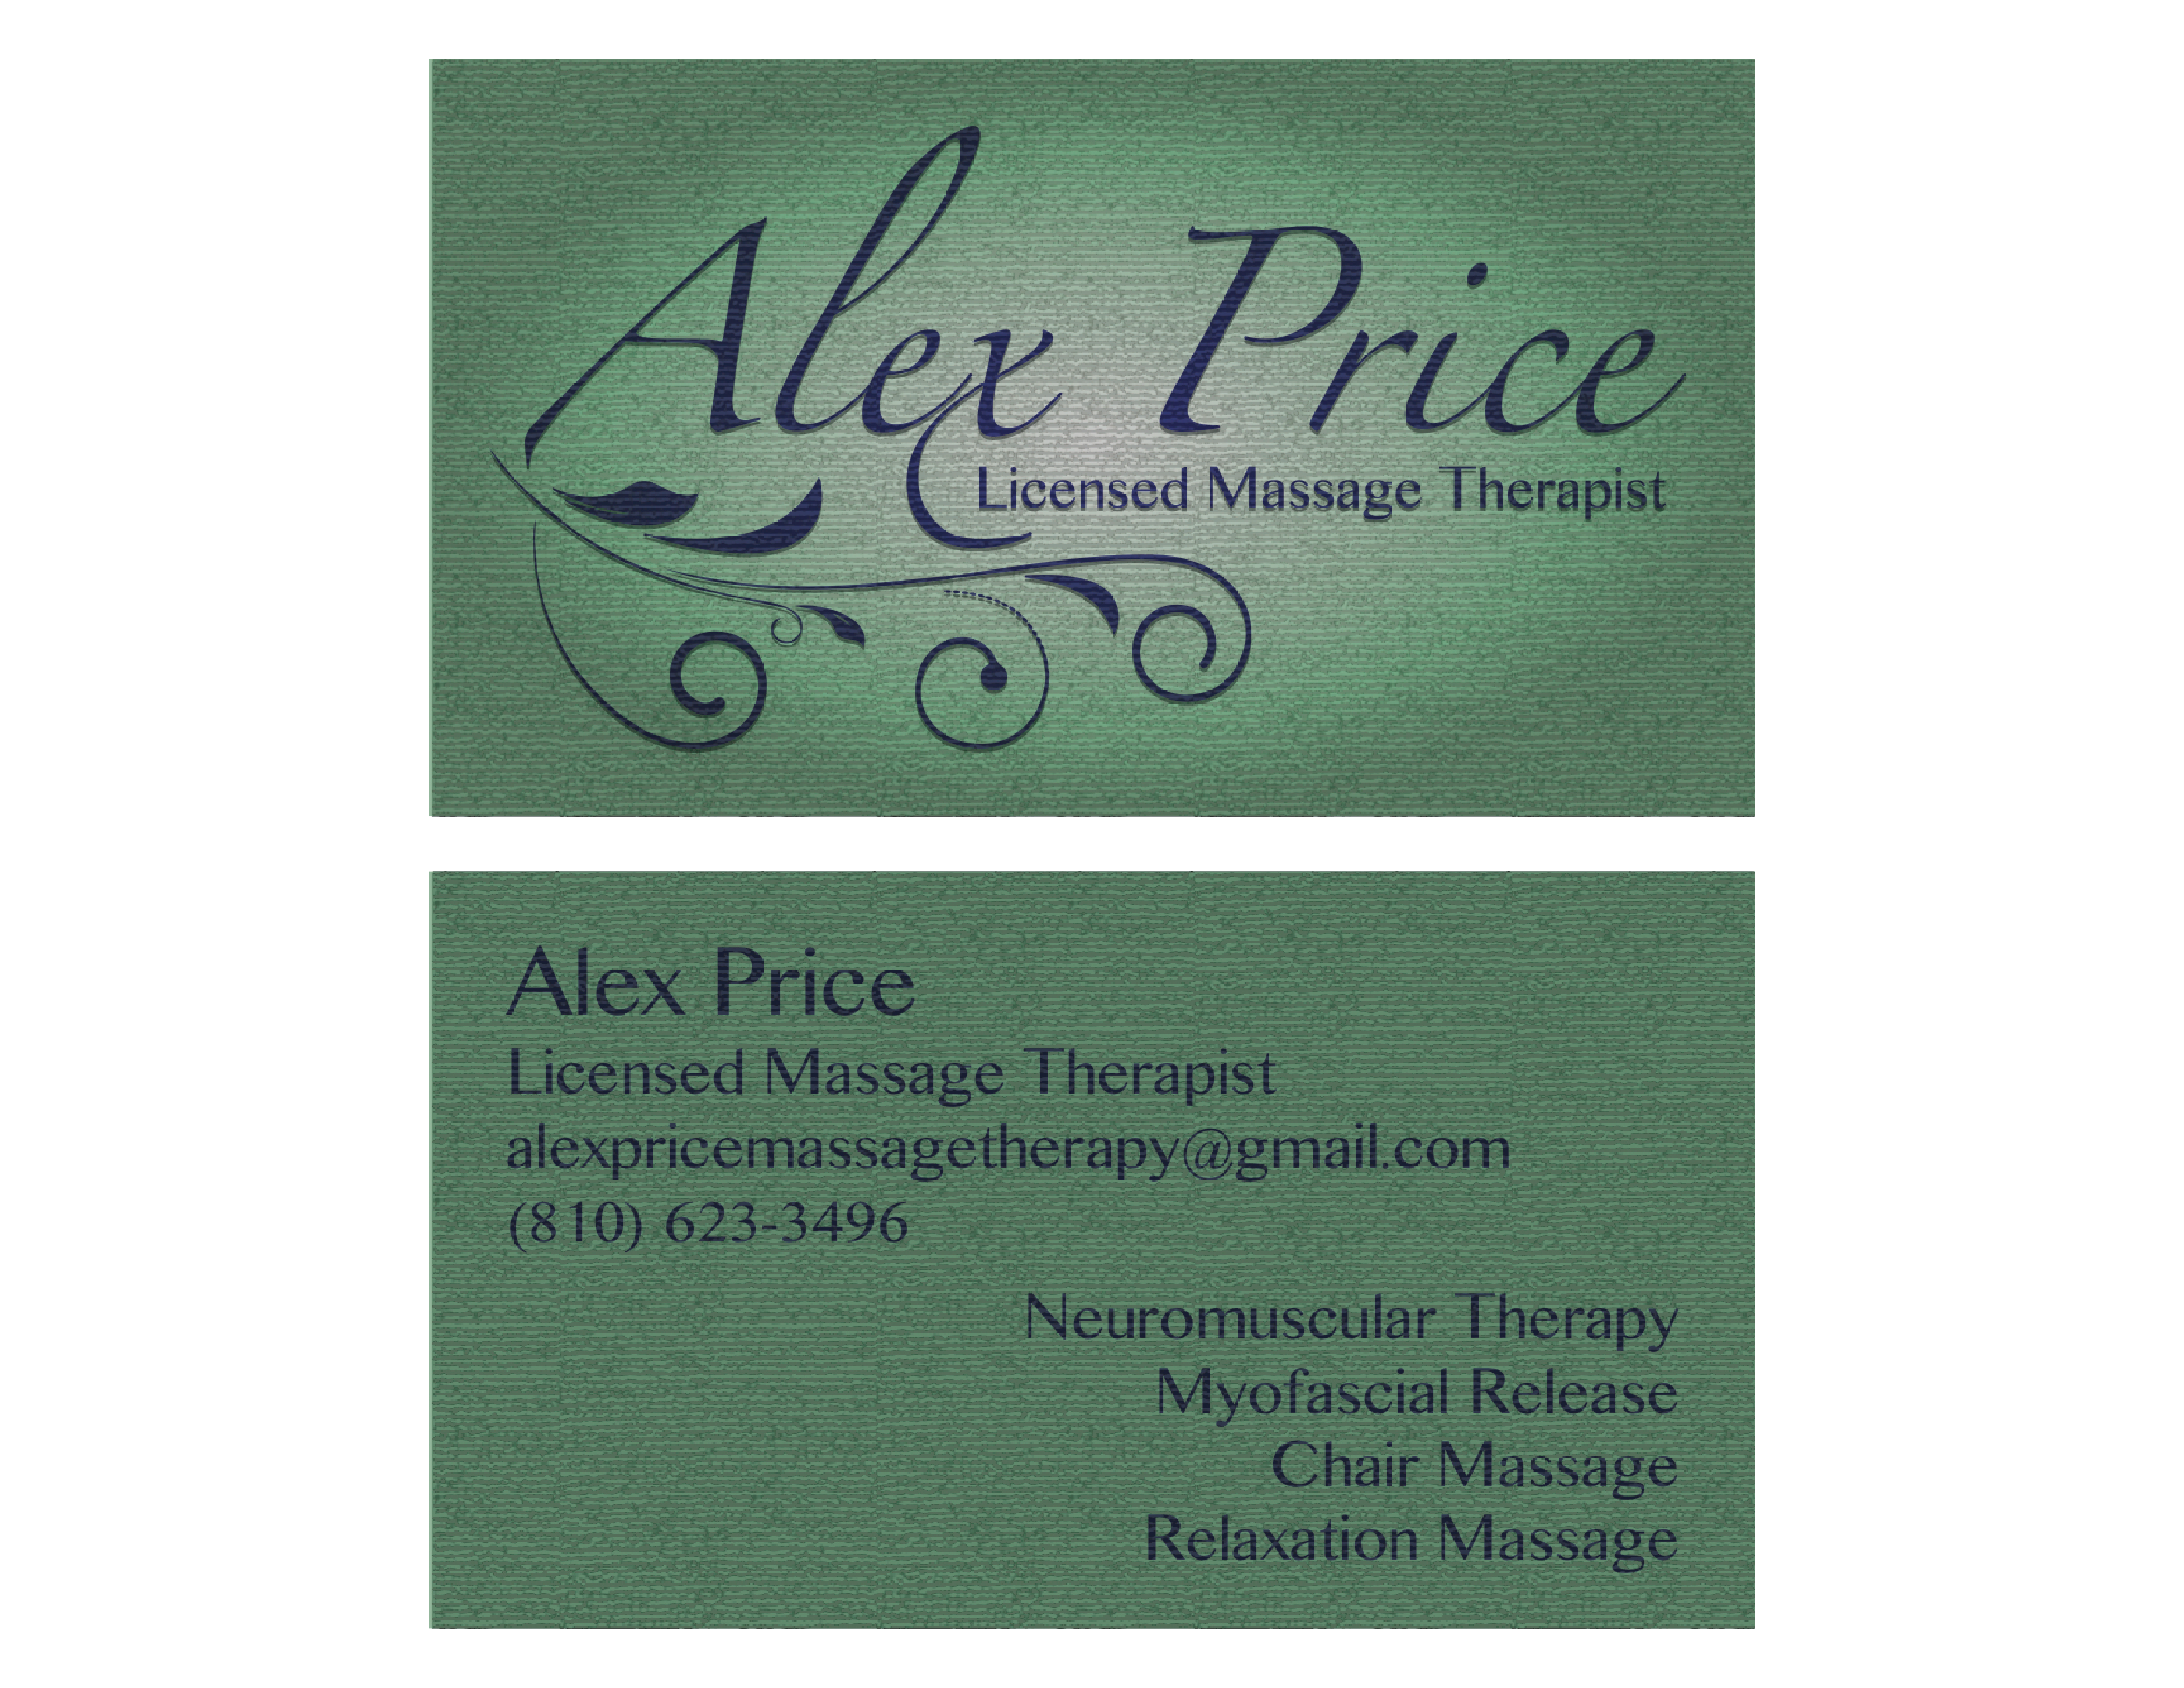 Alex Price
Licensed Massage Therapist
Alex Price
Licensed Massage Therapist
alexpricemassagetherapy@gmail.com
(810) 623-3496
Neuromuscular Therapy
Myofascial Release
Chair Massage
Relaxation Massage